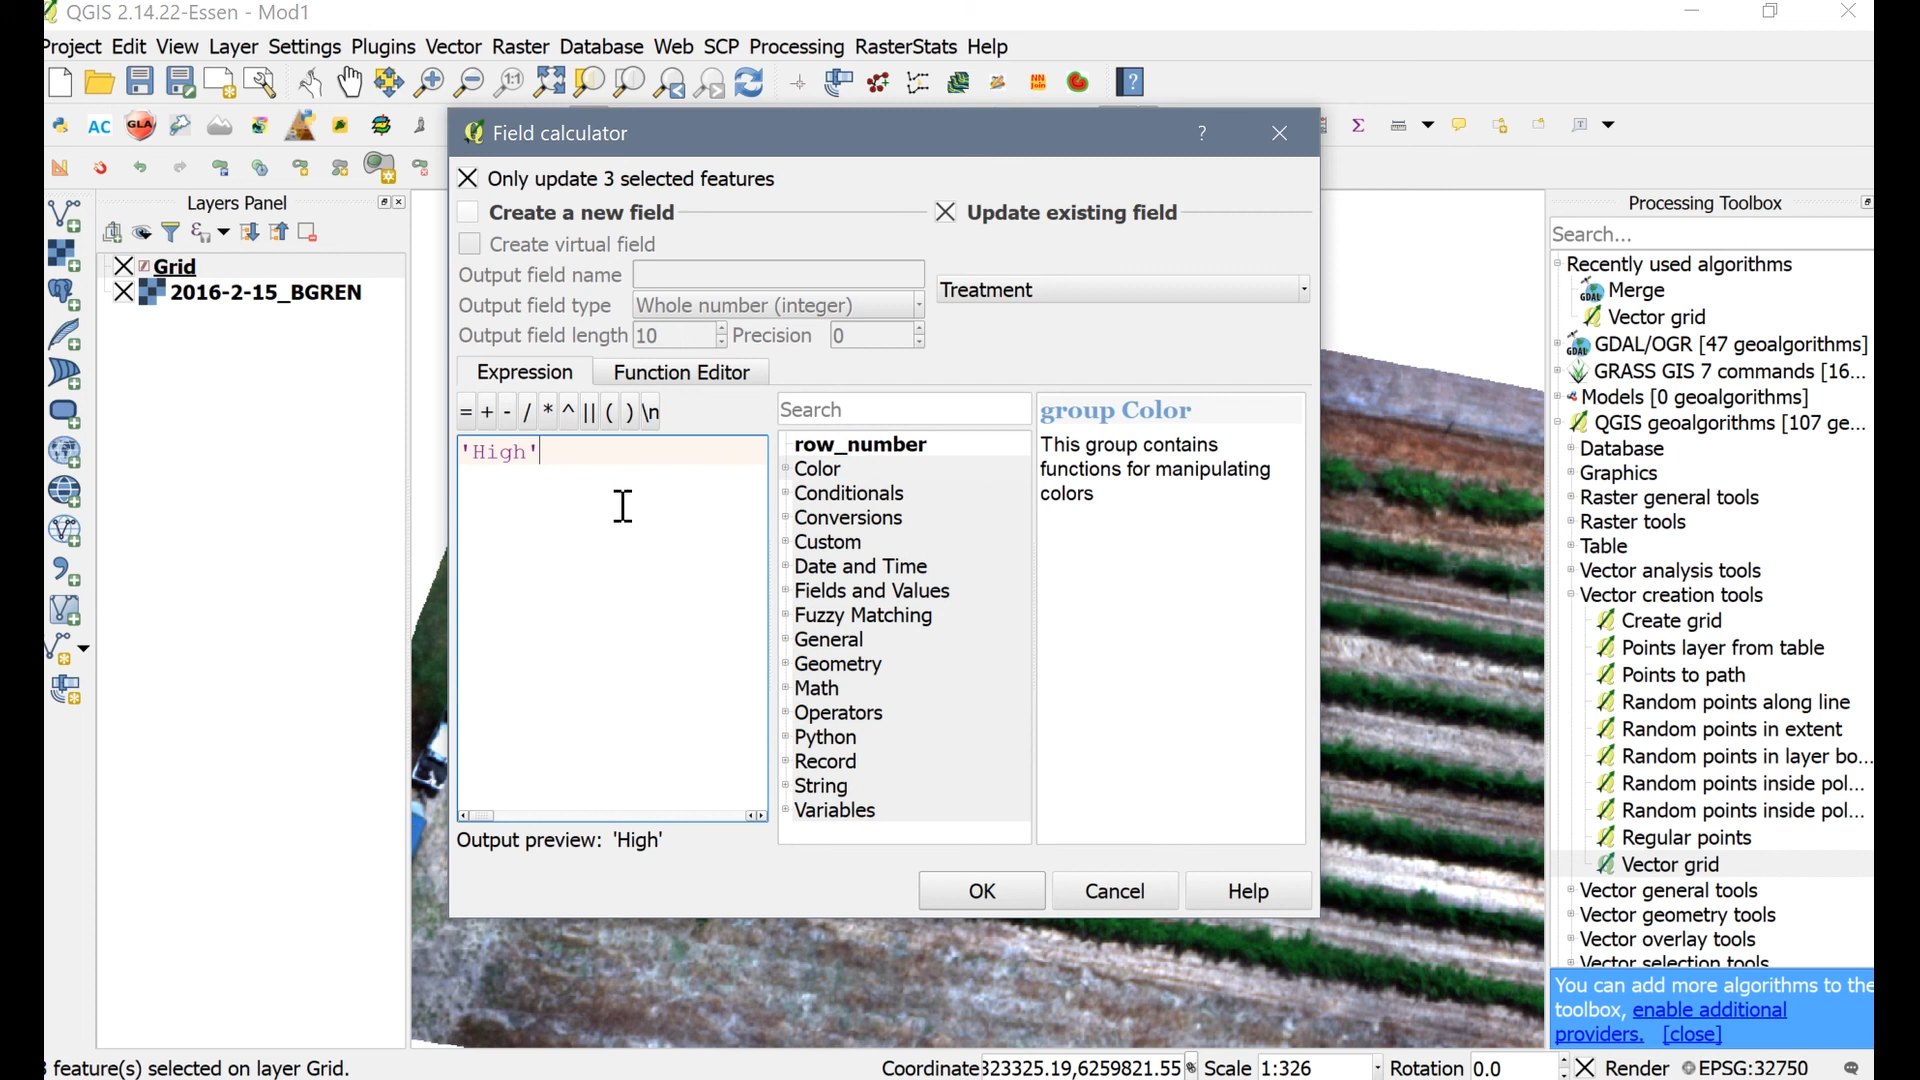 QGIS 2.14.22-Essen - Mod1
Project Edit View Layer Settings Plugins Vector Raster Database Web SCP Processing RasterStats Help
AC GLA
Field calculator
Only update 3 selected features
Create a new field
Update existing field
Create virtual field
Output field name
Treatment
Output field type Whole number (integer)
Output field length 10 Precision 0
Expression Function Editor
= + - / * ^ || ( ) \n
Search
'High'
row_number
Color
Conditionals
Conversions
Custom
Date and Time
Fields and Values
Fuzzy Matching
General
Geometry
Math
Operators
Python
Record
String
Variables
group Color
This group contains
functions for manipulating
colors
Output preview: 'High'
OK Cancel Help
Layers Panel
Grid
2016-2-15_BGREN
Processing Toolbox
Search...
Recently used algorithms
Merge
Vector grid
GDAL/OGR [47 geoalgorithms]
GRASS GIS 7 commands [16...
Models [0 geoalgorithms]
QGIS geoalgorithms [107 ge...
Database
Graphics
Raster general tools
Raster tools
Table
Vector analysis tools
Vector creation tools
Create grid
Points layer from table
Points to path
Random points along line
Random points in extent
Random points in layer bo...
Random points inside pol...
Random points inside pol...
Regular points
Vector grid
Vector general tools
Vector geometry tools
Vector overlay tools
Vector selection tools
You can add more algorithms to the
toolbox, enable additional
providers. [close]
feature(s) selected on layer Grid.
Coordinate 323325.19,6259821.55 Scale 1:326 Rotation 0.0 Render EPSG:32750